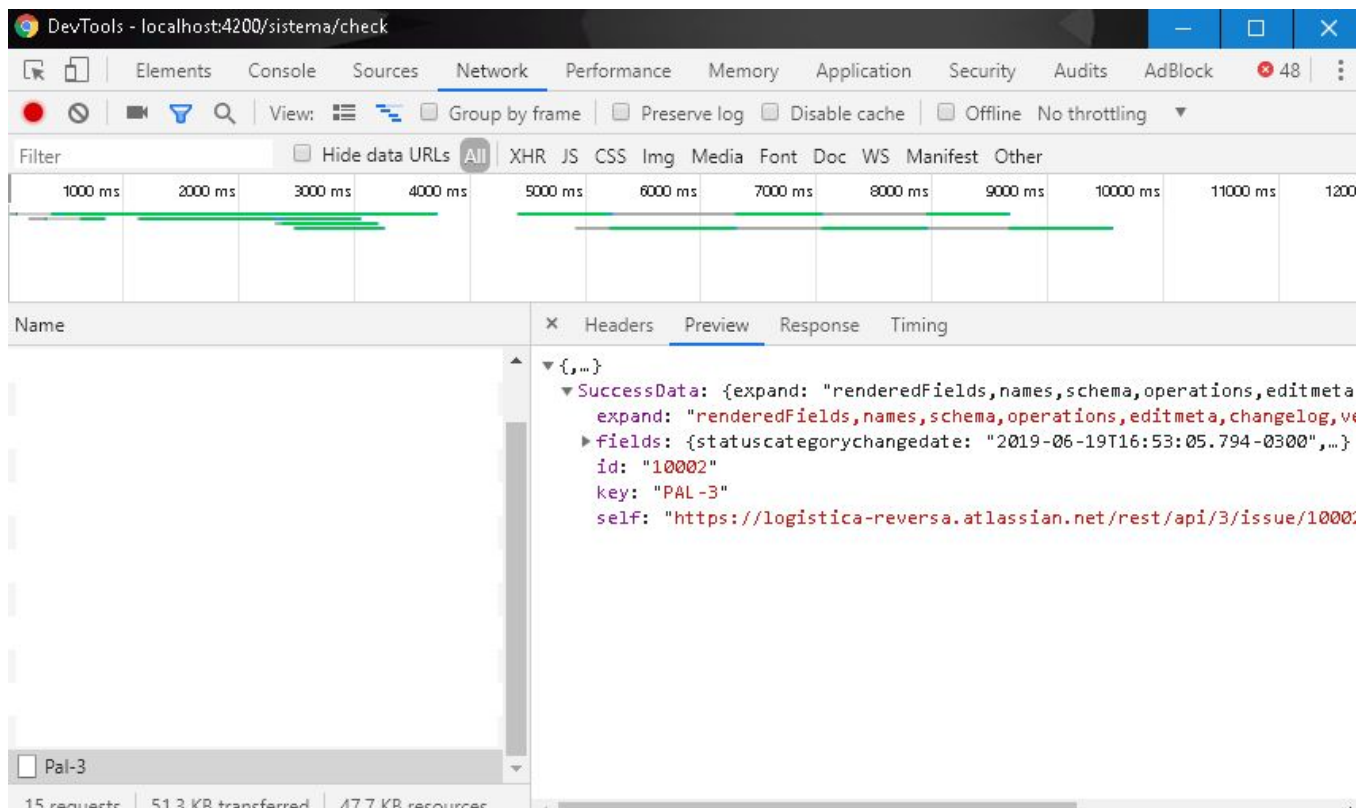 DevTools - localhost:4200/sistema/check
Elements Console Sources Network Performance Memory Application Security Audits AdBlock 48
View: Group by frame Preserve log Disable cache Offline No throttling
Filter Hide data URLs All XHR JS CSS Img Media Font Doc WS Manifest Other
1000 ms 2000 ms 3000 ms 4000 ms 5000 ms 6000 ms 7000 ms 8000 ms 9000 ms 10000 ms 11000 ms 1200
Name
Headers Preview Response Timing
{,…}
SuccessData: {expand: "renderedFields,names,schema,operations,editmeta
expand: "renderedFields,names,schema,operations,editmeta,changelog,ve
fields: {statuscategorychangedate: "2019-06-19T16:53:05.794-0300",…}
id: "10002"
key: "PAL-3"
self: "https://logistica-reversa.atlassian.net/rest/api/3/issue/10002
Pal-3
15 requests 51.3 KB transferred 47.7 KB resources